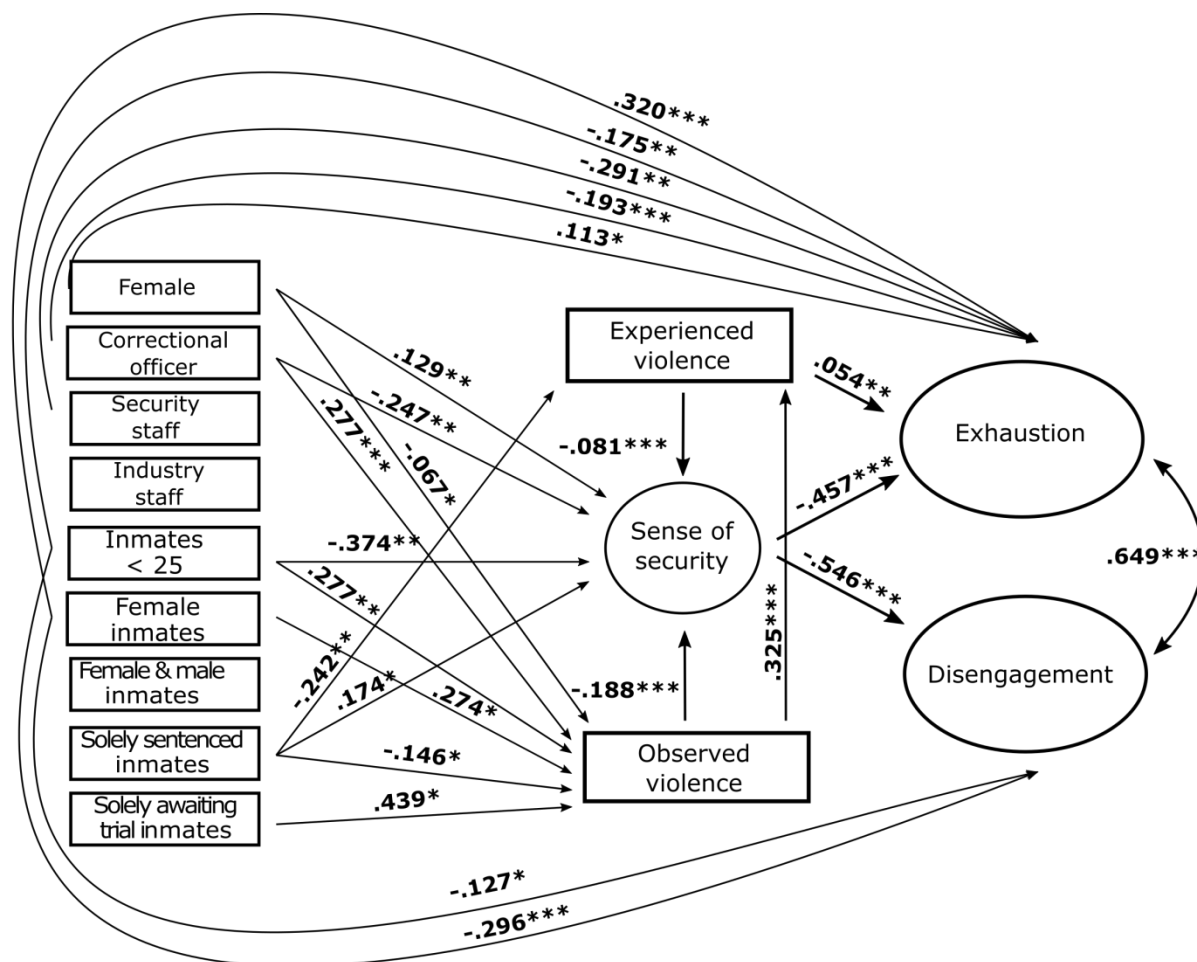 .320***
-.175**
-.291**
-.193***
.113*
Female
Correctional
officer
Security
staff
Industry
staff
Inmates
< 25
Female
inmates
Female & male
inmates
Solely sentenced
inmates
Solely awaiting
trial inmates
.129**
-.247**
.277***
-.067*
-.374**
.277**
-.242**
.174*
.274*
-.146*
.439*
Experienced
violence
-.081***
Sense of
security
-.188***
Observed
violence
.325***
.054**
-.457***
-.546***
Exhaustion
.649***
Disengagement
-.127*
-.296***